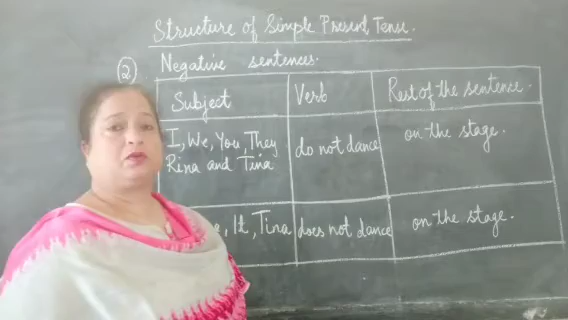 Structure of Simple Present Tense.
(2) Negative sentences.
Subject Verb Rest of the sentence.
I, We, You, They
Rina and Tina do not dance on the stage.
It, Tina does not dance on the stage.